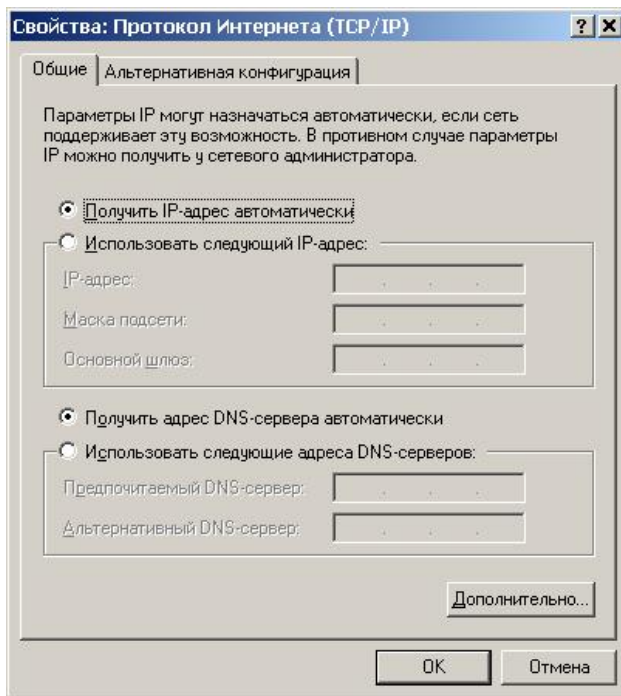 Свойства: Протокол Интернета (TCP/IP)
Общие
Альтернативная конфигурация
Параметры IP могут назначаться автоматически, если сеть
поддерживает эту возможность. В противном случае параметры
IP можно получить у сетевого администратора.
Получить IP-адрес автоматически
Использовать следующий IP-адрес:
IP-адрес:
Маска подсети:
Основной шлюз:
Получить адрес DNS-сервера автоматически
Использовать следующие адреса DNS-серверов:
Предпочитаемый DNS-сервер:
Альтернативный DNS-сервер:
Дополнительно...
OK
Отмена